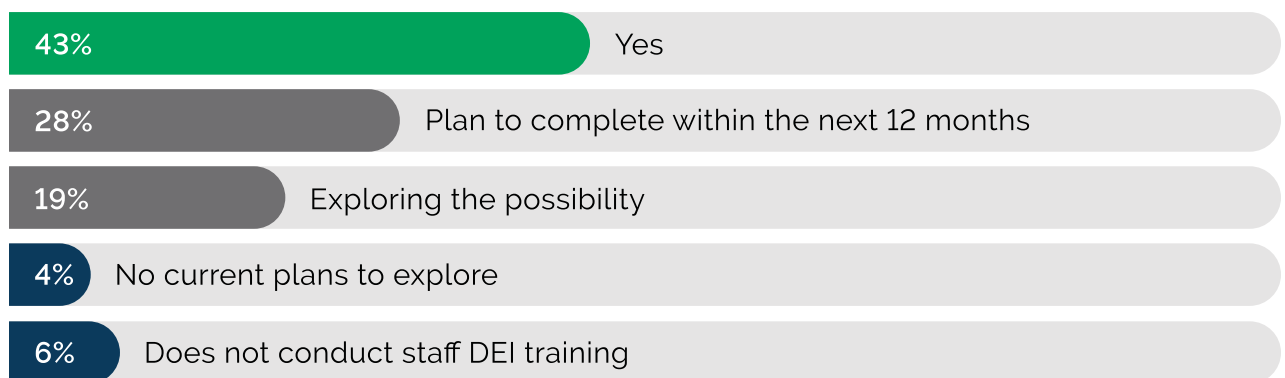 43% Yes
28% Plan to complete within the next 12 months
19% Exploring the possibility
4% No current plans to explore
6% Does not conduct staff DEI training